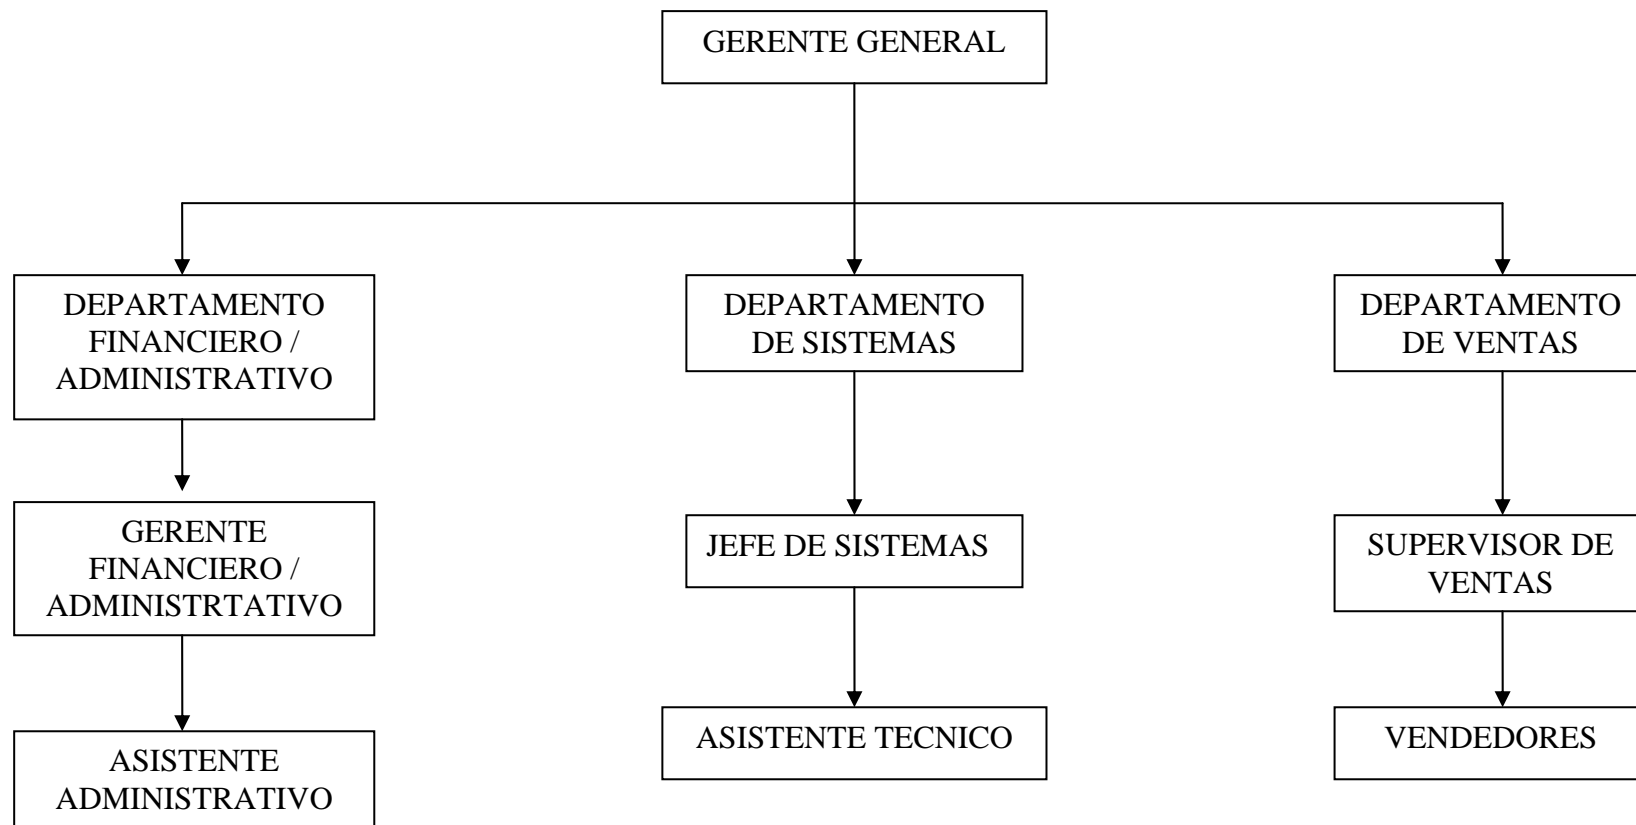 GERENTE GENERAL
DEPARTAMENTO
FINANCIERO /
ADMINISTRATIVO
DEPARTAMENTO
DE SISTEMAS
DEPARTAMENTO
DE VENTAS
GERENTE
FINANCIERO /
ADMINISTRTATIVO
JEFE DE SISTEMAS
SUPERVISOR DE
VENTAS
ASISTENTE
ADMINISTRATIVO
ASISTENTE TECNICO
VENDEDORES